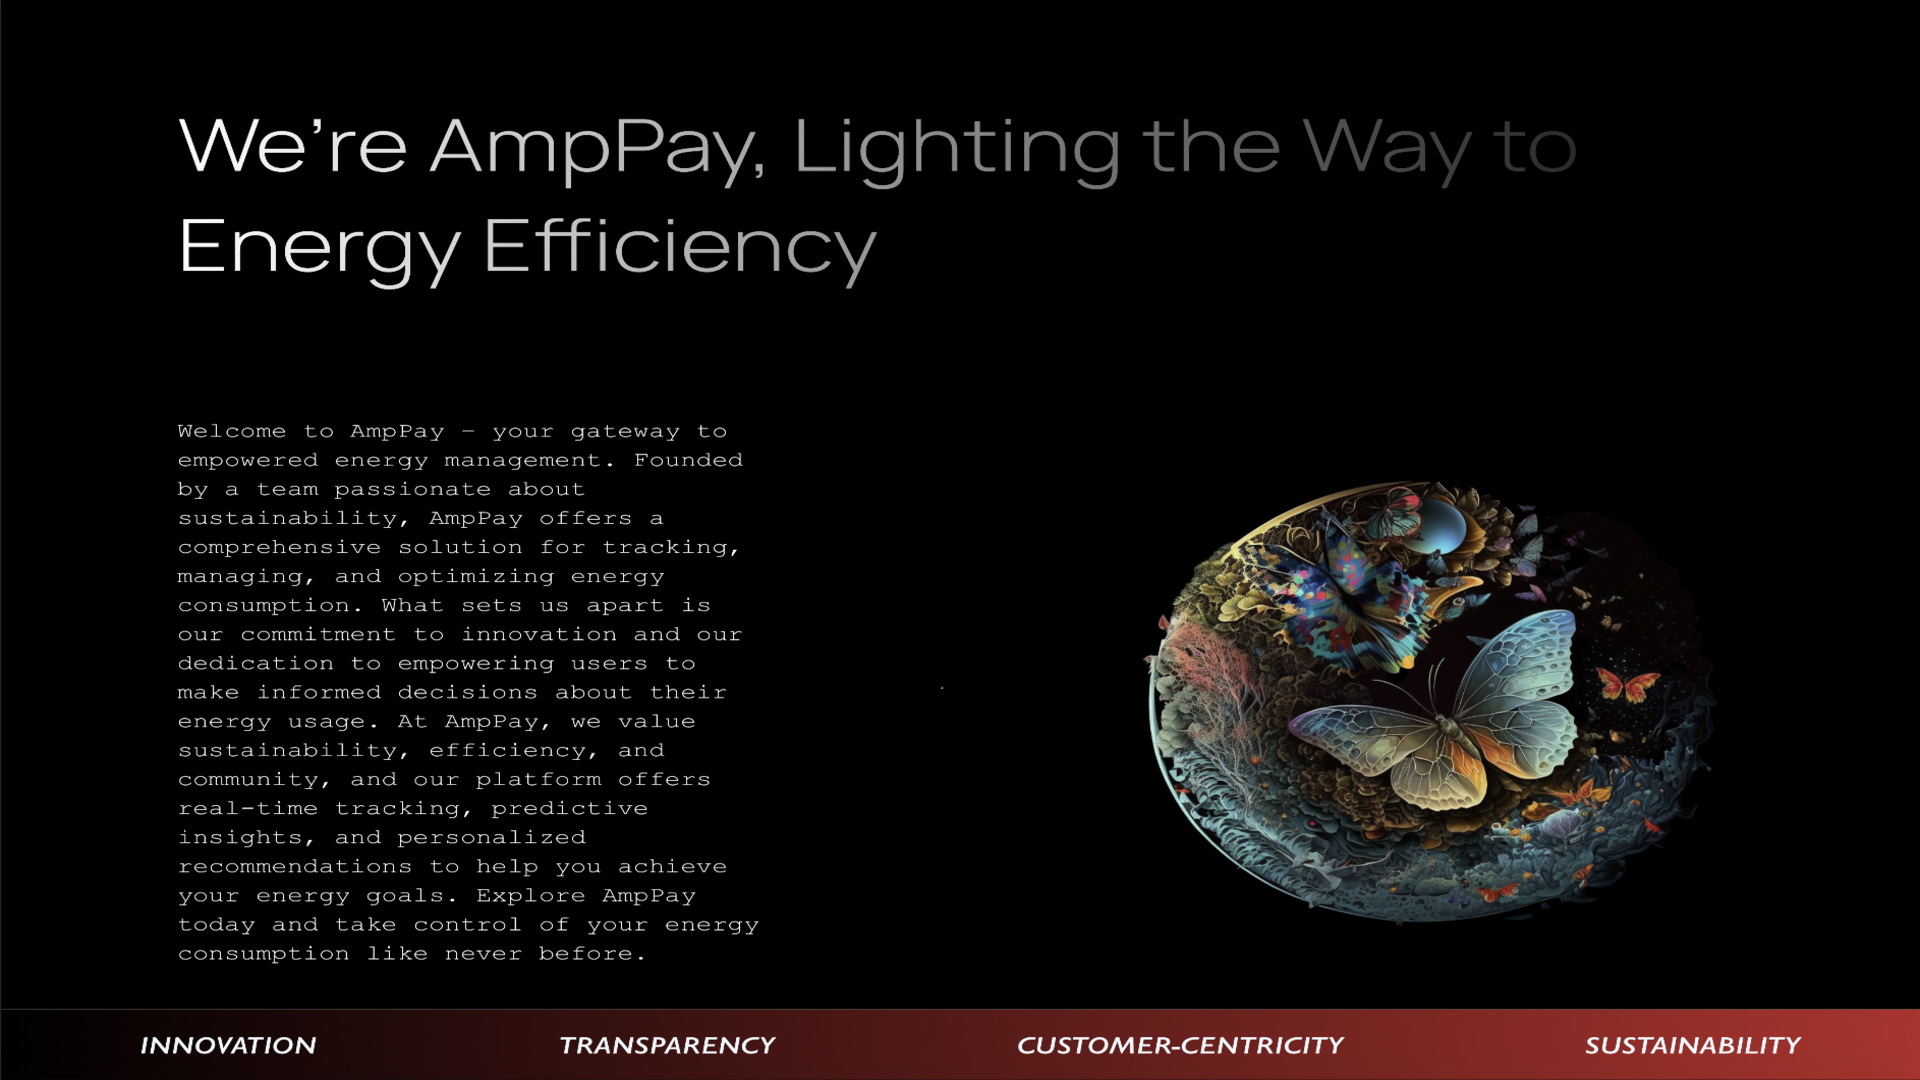 We’re AmpPay, Lighting the Way to
Energy Efficiency
Welcome to AmpPay – your gateway to
empowered energy management. Founded
by a team passionate about
sustainability, AmpPay offers a
comprehensive solution for tracking,
managing, and optimizing energy
consumption. What sets us apart is
our commitment to innovation and our
dedication to empowering users to
make informed decisions about their
energy usage. At AmpPay, we value
sustainability, efficiency, and
community, and our platform offers
real-time tracking, predictive
insights, and personalized
recommendations to help you achieve
your energy goals. Explore AmpPay
today and take control of your energy
consumption like never before.
INNOVATION TRANSPARENCY CUSTOMER-CENTRICITY SUSTAINABILITY